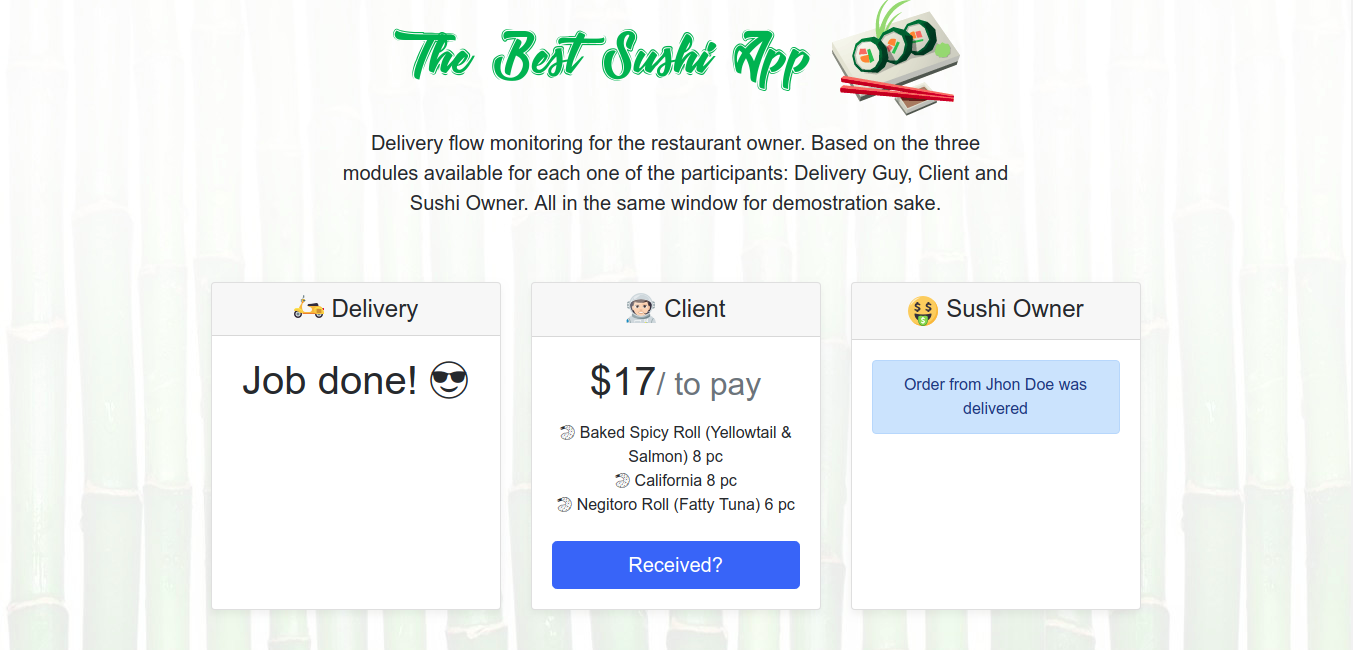 The Best Sushi App
Delivery flow monitoring for the restaurant owner. Based on the three
modules available for each one of the participants: Delivery Guy, Client and
Sushi Owner. All in the same window for demostration sake.
Delivery
Job done! 😎
Client
$17/ to pay
🍥 Baked Spicy Roll (Yellowtail &
Salmon) 8 pc
🍥 California 8 pc
🍥 Negitoro Roll (Fatty Tuna) 6 pc
Received?
Sushi Owner
Order from Jhon Doe was
delivered